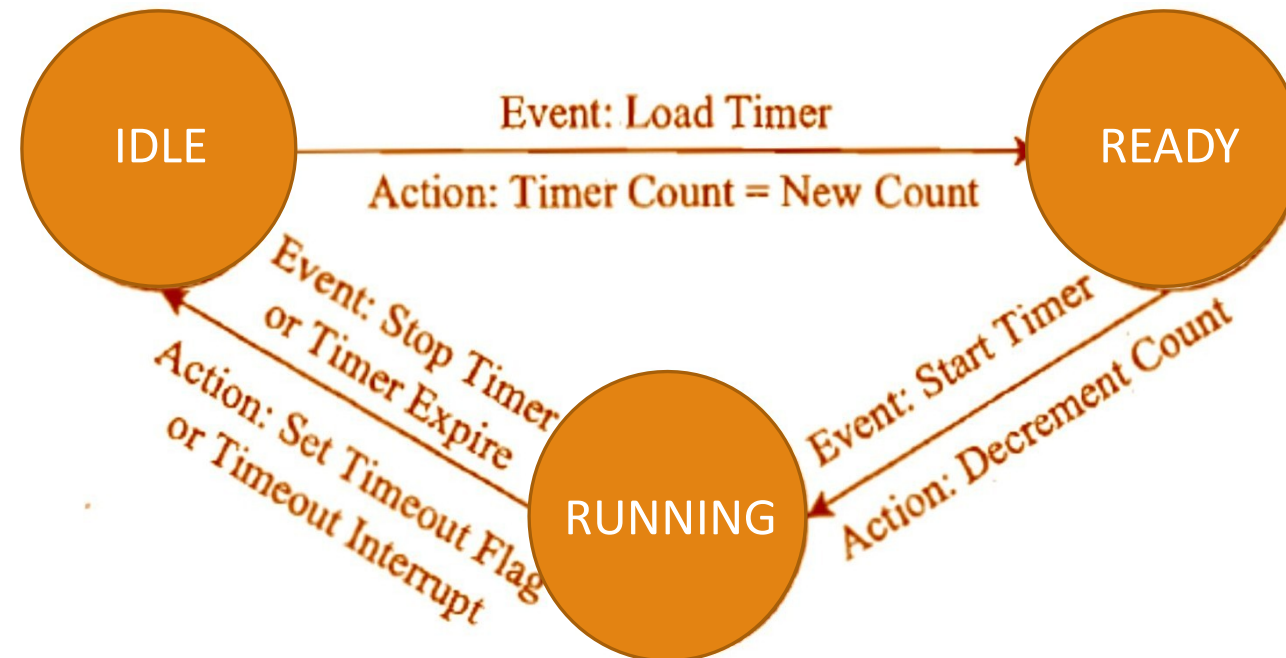 IDLE
Event: Load Timer
READY
Action: Timer Count = New Count
Event: Stop Timer
or Timer Expire
Action: Set Timeout Flag
or Timeout Interrupt
Event: Start Timer
Action: Decrement Count
RUNNING